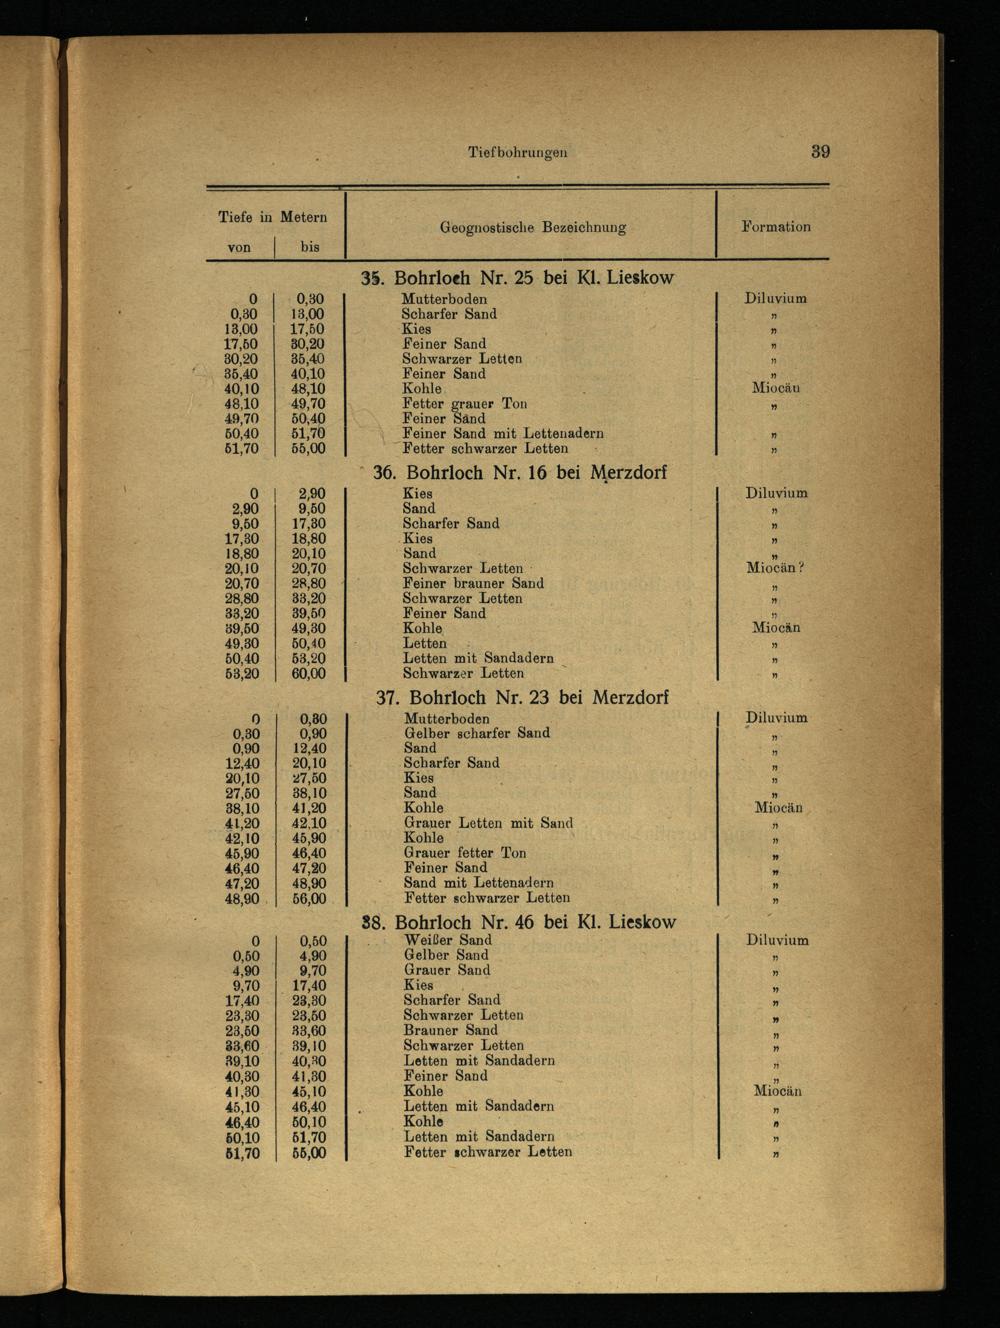 Tiefbohrungen 39
Tiefe in Metern Geognostische Bezeichnung Formation
von bis
35. Bohrloch Nr. 25 bei Kl. Lieskow
0 0,30 Mutterboden Diluvium
0,30 13,00 Scharfer Sand „
13,00 17,50 Kies „
17,50 30,20 Feiner Sand „
30,20 35,40 Schwarzer Letten „
35,40 40,10 Feiner Sand „
40,10 48,10 Kohle Miocän
48,10 49,70 Fetter grauer Ton „
49,70 50,40 Feiner Sand
50,40 51,70 Feiner Sand mit Lettenadern „
51,70 55,00 Fetter schwarzer Letten „
36. Bohrloch Nr. 16 bei Merzdorf
0 2,90 Kies Diluvium
2,90 9,50 Sand „
9,50 17,30 Scharfer Sand „
17,30 18,80 Kies „
18,80 20,10 Sand „
20,10 20,70 Schwarzer Letten Miocän?
20,70 28,80 Feiner brauner Sand „
28,80 33,20 Schwarzer Letten „
33,20 39,50 Feiner Sand „
39,50 49,30 Kohle Miocän
49,30 50,40 Letten „
50,40 53,20 Letten mit Sandadern „
53,20 60,00 Schwarzer Letten „
37. Bohrloch Nr. 23 bei Merzdorf
0 0,30 Mutterboden Diluvium
0,30 0,90 Gelber scharfer Sand „
0,90 12,40 Sand „
12,40 20,10 Scharfer Sand „
20,10 27,50 Kies „
27,50 38,10 Sand „
38,10 41,20 Kohle Miocän
41,20 42,10 Grauer Letten mit Sand „
42,10 45,90 Kohle „
45,90 46,40 Grauer fetter Ton „
46,40 47,20 Feiner Sand „
47,20 48,90 Sand mit Lettenadern „
48,90 56,00 Fetter schwarzer Letten „
38. Bohrloch Nr. 46 bei Kl. Lieskow
0 0,50 Weißer Sand Diluvium
0,50 4,90 Gelber Sand „
4,90 9,70 Grauer Sand „
9,70 17,40 Kies „
17,40 23,30 Scharfer Sand „
23,30 23,50 Schwarzer Letten „
23,50 33,60 Brauner Sand „
33,60 39,10 Schwarzer Letten „
39,10 40,30 Letten mit Sandadern „
40,30 41,30 Feiner Sand „
41,30 45,10 Kohle Miocän
45,10 46,40 Letten mit Sandadern „
46,40 50,10 Kohle „
50,10 51,70 Letten mit Sandadern „
51,70 55,00 Fetter schwarzer Letten „